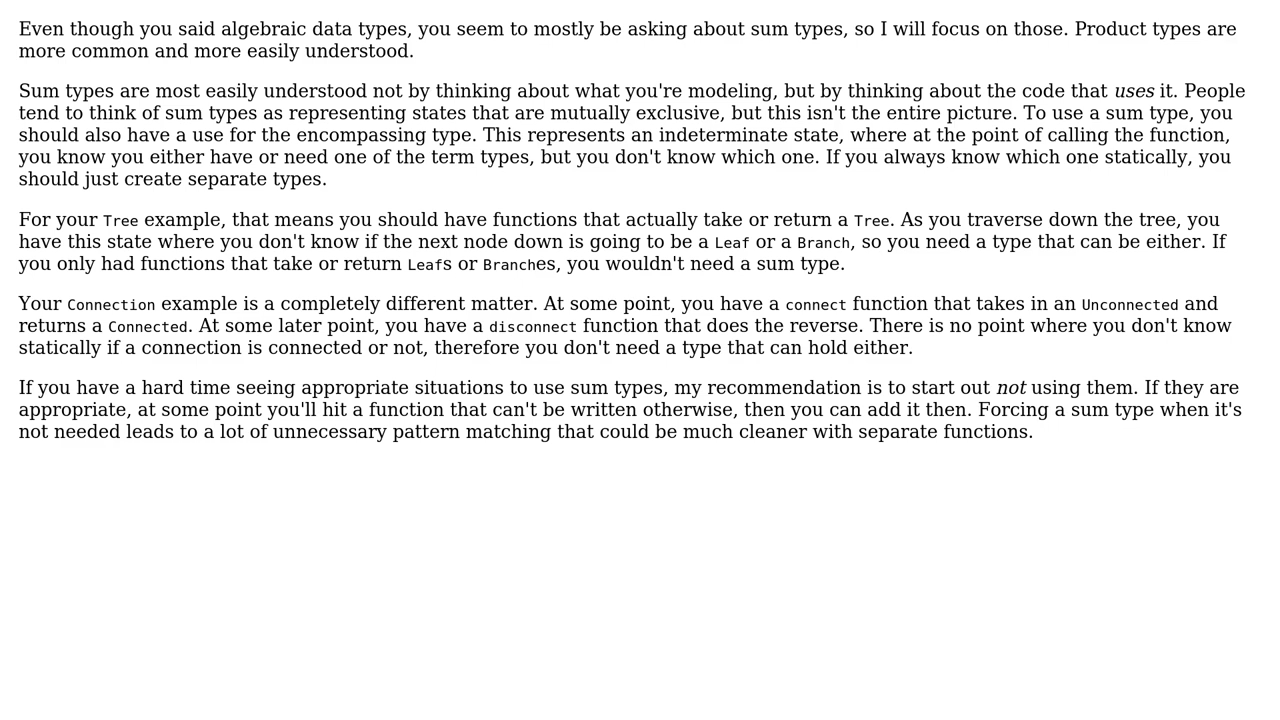 Even though you said algebraic data types, you seem to mostly be asking about sum types, so I will focus on those. Product types are
more common and more easily understood.
Sum types are most easily understood not by thinking about what you're modeling, but by thinking about the code that uses it. People
tend to think of sum types as representing states that are mutually exclusive, but this isn't the entire picture. To use a sum type, you
should also have a use for the encompassing type. This represents an indeterminate state, where at the point of calling the function,
you know you either have or need one of the term types, but you don't know which one. If you always know which one statically, you
should just create separate types.
For your Tree example, that means you should have functions that actually take or return a Tree. As you traverse down the tree, you
have this state where you don't know if the next node down is going to be a Leaf or a Branch, so you need a type that can be either. If
you only had functions that take or return Leafs or Branches, you wouldn't need a sum type.
Your Connection example is a completely different matter. At some point, you have a connect function that takes in an Unconnected and
returns a Connected. At some later point, you have a disconnect function that does the reverse. There is no point where you don't know
statically if a connection is connected or not, therefore you don't need a type that can hold either.
If you have a hard time seeing appropriate situations to use sum types, my recommendation is to start out not using them. If they are
appropriate, at some point you'll hit a function that can't be written otherwise, then you can add it then. Forcing a sum type when it's
not needed leads to a lot of unnecessary pattern matching that could be much cleaner with separate functions.